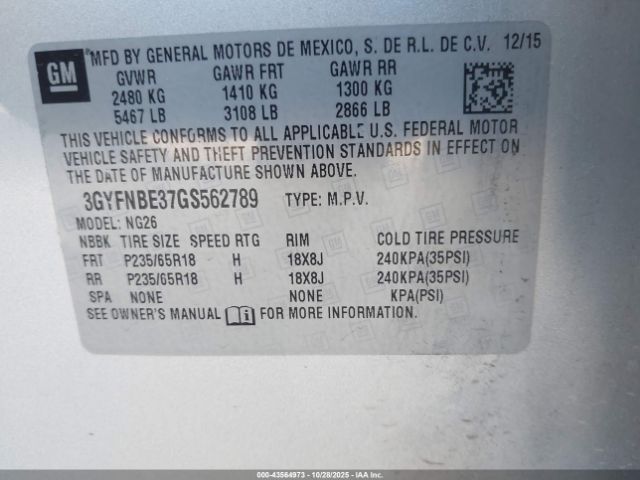 GM
MFD BY GENERAL MOTORS DE MEXICO, S. DE R.L. DE C.V. 12/15
GVWR GAWR FRT GAWR RR
2480 KG 1410 KG 1300 KG
5467 LB 3108 LB 2866 LB
THIS VEHICLE CONFORMS TO ALL APPLICABLE U.S. FEDERAL MOTOR
VEHICLE SAFETY AND THEFT PREVENTION STANDARDS IN EFFECT ON
THE DATE OF MANUFACTURE SHOWN ABOVE.
3GYFNBE37GS562789 TYPE: M.P.V.
MODEL: NG26
NBBK TIRE SIZE SPEED RTG RIM COLD TIRE PRESSURE
FRT P235/65R18 H 18X8J 240KPA(35PSI)
RR P235/65R18 H 18X8J 240KPA(35PSI)
SPA NONE NONE KPA(PSI)
SEE OWNER'S MANUAL FOR MORE INFORMATION.
000-43564973 - 10/28/2025 - IAAI.COM